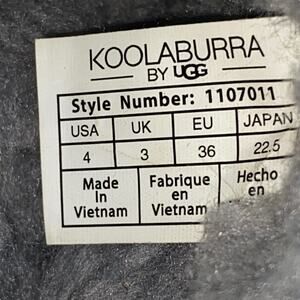 KOOLABURRA
BY UGG
Style Number: 1107011
USA UK EU JAPAN
4 3 36 22.5
Made in Vietnam
Fabrique en Vietnam
Hecho en